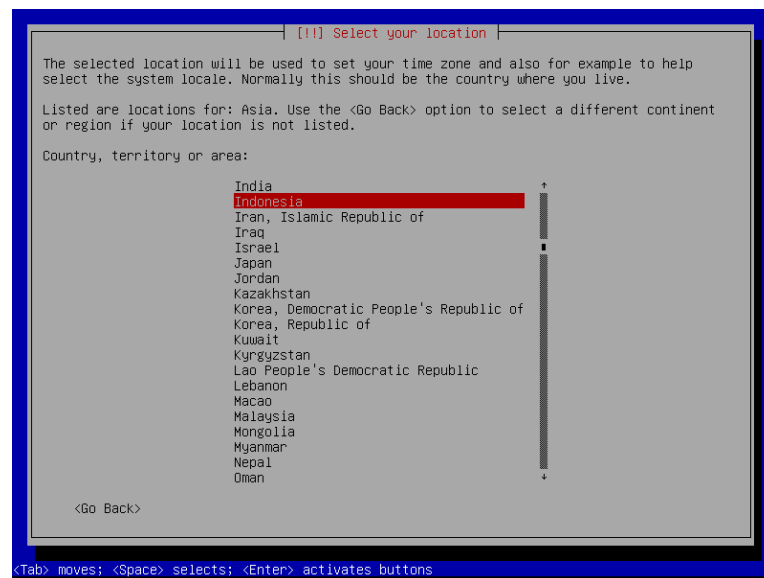 [!!] Select your location
The selected location will be used to set your time zone and also for example to help
select the system locale. Normally this should be the country where you live.
Listed are locations for: Asia. Use the <Go Back> option to select a different continent
or region if your location is not listed.
Country, territory or area:
India
Indonesia
Iran, Islamic Republic of
Iraq
Israel
Japan
Jordan
Kazakhstan
Korea, Democratic People's Republic of
Korea, Republic of
Kuwait
Kyrgyzstan
Lao People's Democratic Republic
Lebanon
Macao
Malaysia
Mongolia
Myanmar
Nepal
Oman
<Go Back>
<Tab> moves; <Space> selects; <Enter> activates buttons